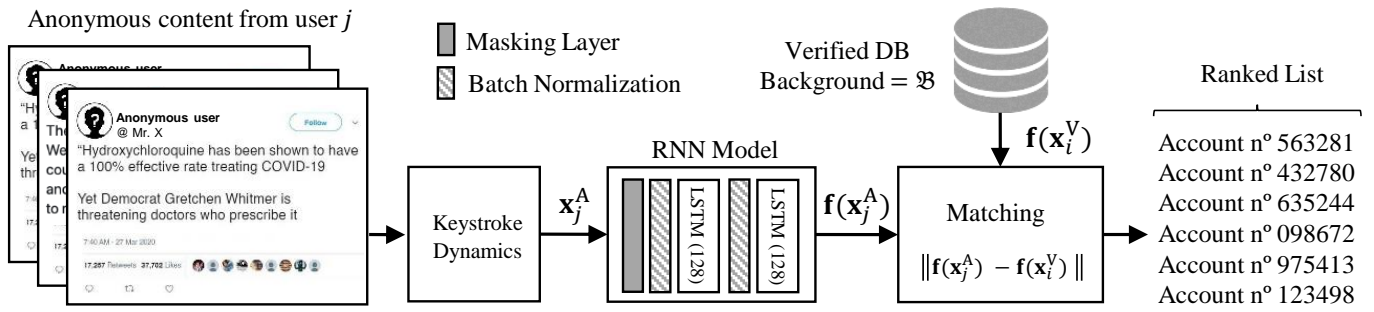 Anonymous content from user j
Anonymous user
Anonymous user
@ Mr. X
Follow
"Hydroxychloroquine has been shown to have
a 100% effective rate treating COVID-19
Yet Democrat Gretchen Whitmer is
threatening doctors who prescribe it
7:40 AM - 27 Mar 2020
17.257 Retweets 37,702 Likes
Masking Layer
Batch Normalization
Keystroke
Dynamics
x_j^A
RNN Model
LSTM (128)
LSTM (128)
f(x_j^A)
Verified DB
Background = 𝔅
f(x_i^V)
Matching
‖f(x_j^A) − f(x_i^V)‖
Ranked List
Account nº 563281
Account nº 432780
Account nº 635244
Account nº 098672
Account nº 975413
Account nº 123498